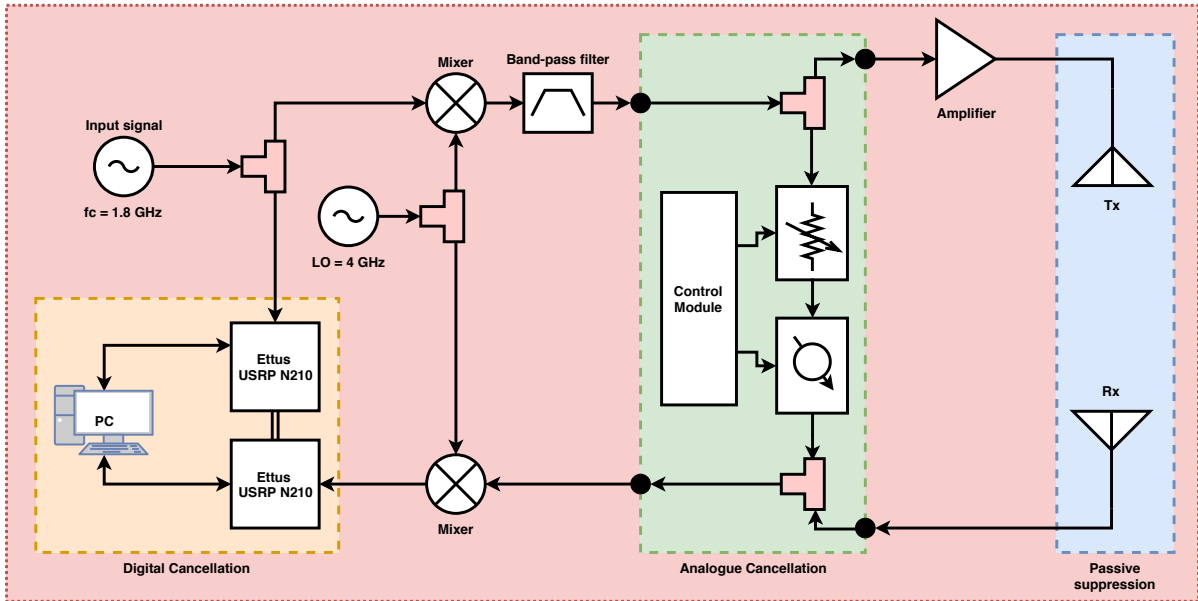 Input signal
fc = 1.8 GHz
LO = 4 GHz
Mixer
Band-pass filter
Amplifier
Tx
Control
Module
Ettus
USRP N210
PC
Ettus
USRP N210
Mixer
Rx
Digital Cancellation
Analogue Cancellation
Passive
suppression